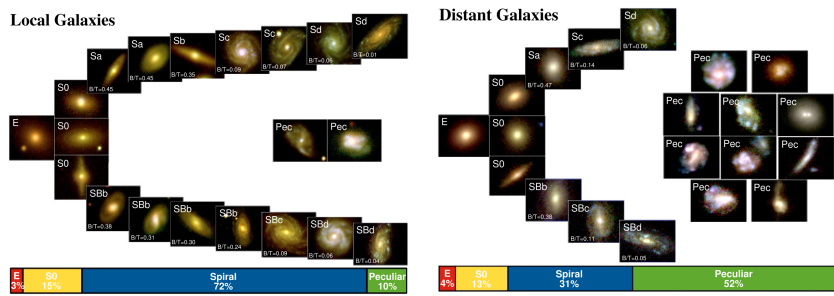 Local Galaxies
Sa
B/T=0.45
Sa
B/T=0.45
Sb
B/T=0.35
Sc
B/T=0.09
Sc
B/T=0.07
Sd
B/T=0.06
Sd
B/T=0.01
S0
E
S0
S0
Pec
Pec
SBb
B/T=0.38
SBb
B/T=0.31
SBb
B/T=0.30
SBb
B/T=0.24
SBc
B/T=0.09
SBd
B/T=0.06
SBd
B/T=0.04
E
3%
S0
15%
Spiral
72%
Peculiar
10%
Distant Galaxies
Sa
B/T=0.47
Sc
B/T=0.14
Sd
B/T=0.06
S0
E
S0
S0
SBb
B/T=0.38
SBc
B/T=0.11
SBd
B/T=0.05
Pec
Pec
Pec
Pec
Pec
Pec
Pec
Pec
Pec
Pec
E
4%
S0
13%
Spiral
31%
Peculiar
52%